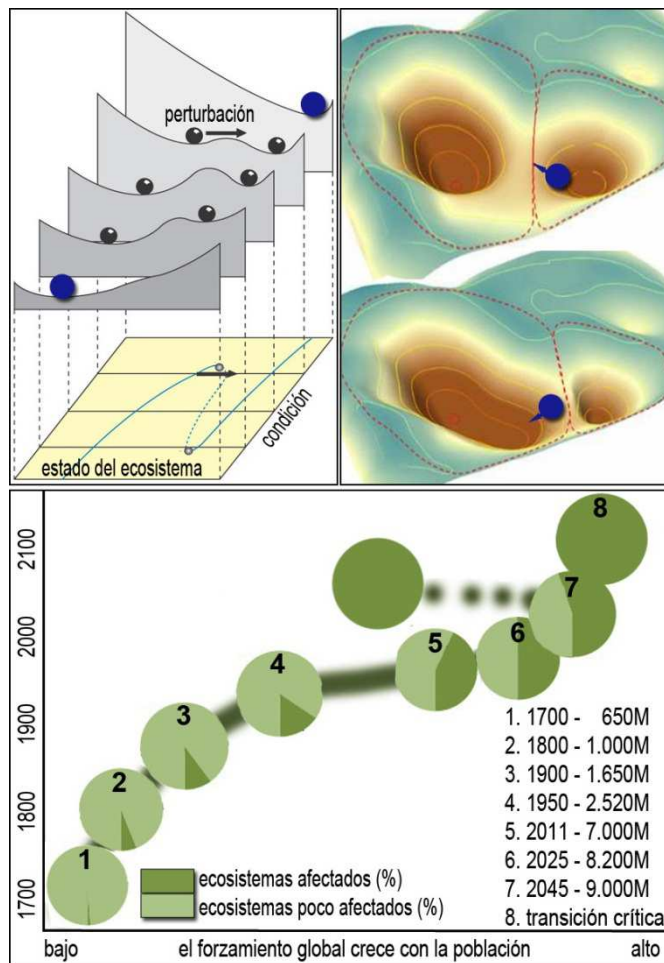 perturbación
condición
estado del ecosistema
2100
2000
1900
1800
1700
1
2
3
4
5
6
7
8
1. 1700 - 650M
2. 1800 - 1.000M
3. 1900 - 1.650M
4. 1950 - 2.520M
5. 2011 - 7.000M
6. 2025 - 8.200M
7. 2045 - 9.000M
8. transición crítica
ecosistemas afectados (%)
ecosistemas poco afectados (%)
bajo el forzamiento global crece con la población alto